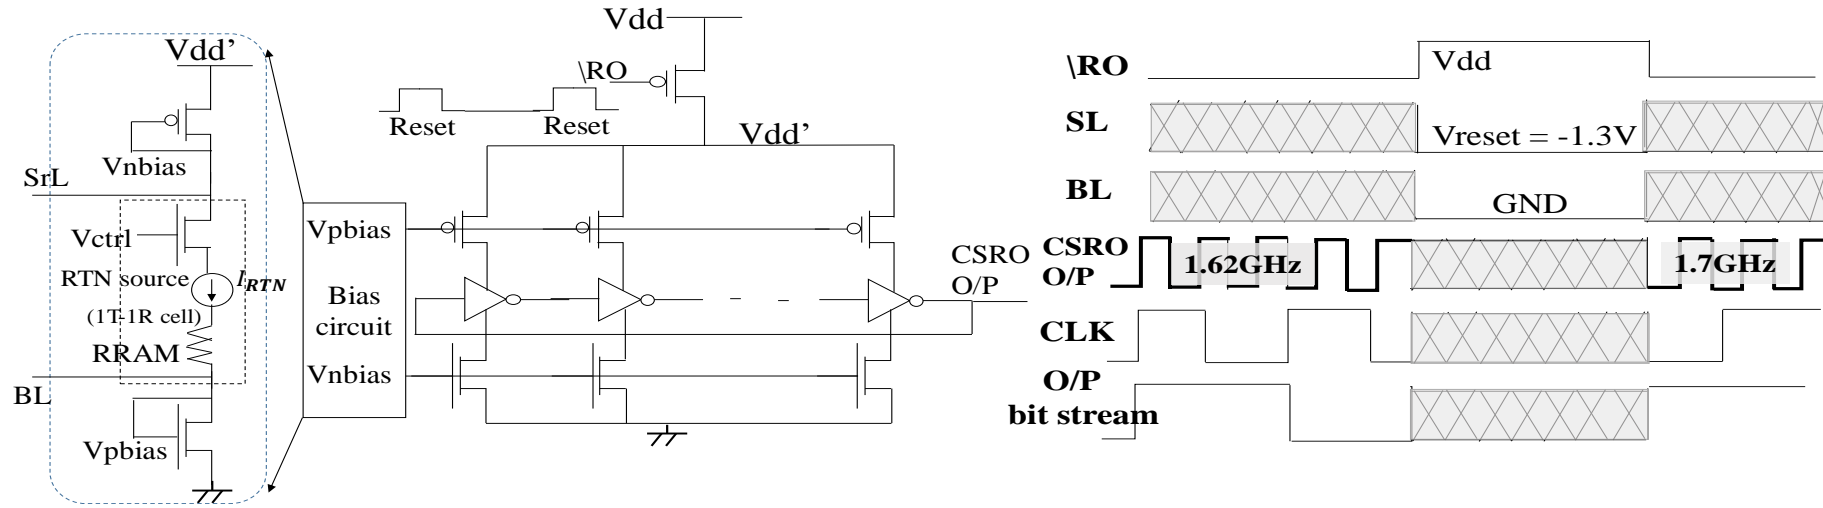 Vdd’
Vnbias
SrL
Vctrl
RTN source
I_RTN
(1T-1R cell)
RRAM
BL
Vpbias
Vdd
\RO
Reset
Reset
Vdd’
Vpbias
Bias
circuit
Vnbias
CSRO
O/P
\RO
Vdd
SL
Vreset = -1.3V
BL
GND
CSRO
O/P
1.62GHz
1.7GHz
CLK
O/P
bit stream